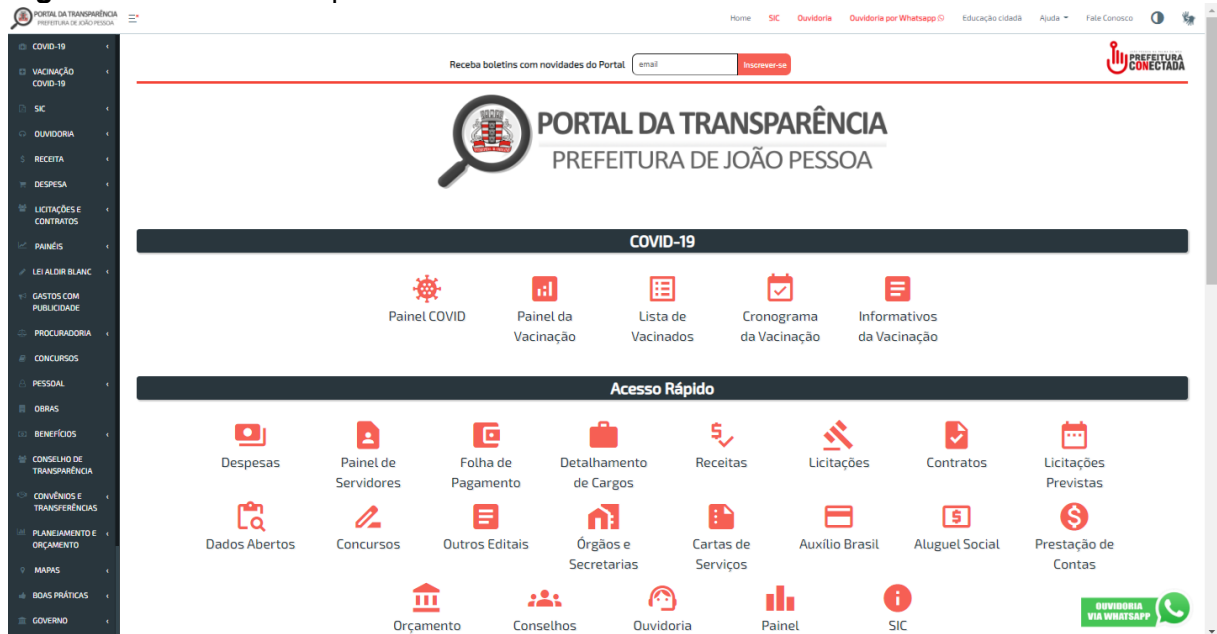 PORTAL DA TRANSPARÊNCIA
PREFEITURA DE JOÃO PESSOA
Home SIC Ouvidoria Ouvidoria por Whatsapp Educação cidadã Ajuda Fale Conosco
COVID-19
VACINAÇÃO
COVID-19
SIC
OUVIDORIA
RECEITA
DESPESA
LICITAÇÕES E
CONTRATOS
PAINÉIS
LEI ALDIR BLANC
GASTOS COM
PUBLICIDADE
PROCURADORIA
CONCURSOS
PESSOAL
OBRAS
BENEFÍCIOS
CONSELHO DE
TRANSPARÊNCIA
CONVÊNIOS E
TRANSFERÊNCIAS
PLANEJAMENTO E
ORÇAMENTO
MAPAS
BOAS PRÁTICAS
GOVERNO
Receba boletins com novidades do Portal email Inscrever-se
PREFEITURA
CONECTADA
PORTAL DA TRANSPARÊNCIA
PREFEITURA DE JOÃO PESSOA
COVID-19
Painel COVID
Painel da
Vacinação
Lista de
Vacinados
Cronograma
da Vacinação
Informativos
da Vacinação
Acesso Rápido
Despesas
Painel de
Servidores
Folha de
Pagamento
Detalhamento
de Cargos
Receitas
Licitações
Contratos
Licitações
Previstas
Dados Abertos
Concursos
Outros Editais
Órgãos e
Secretarias
Cartas de
Serviços
Auxílio Brasil
Aluguel Social
Prestação de
Contas
Orçamento
Conselhos
Ouvidoria
Painel
SIC
OUVIDORIA
VIA WHATSAPP